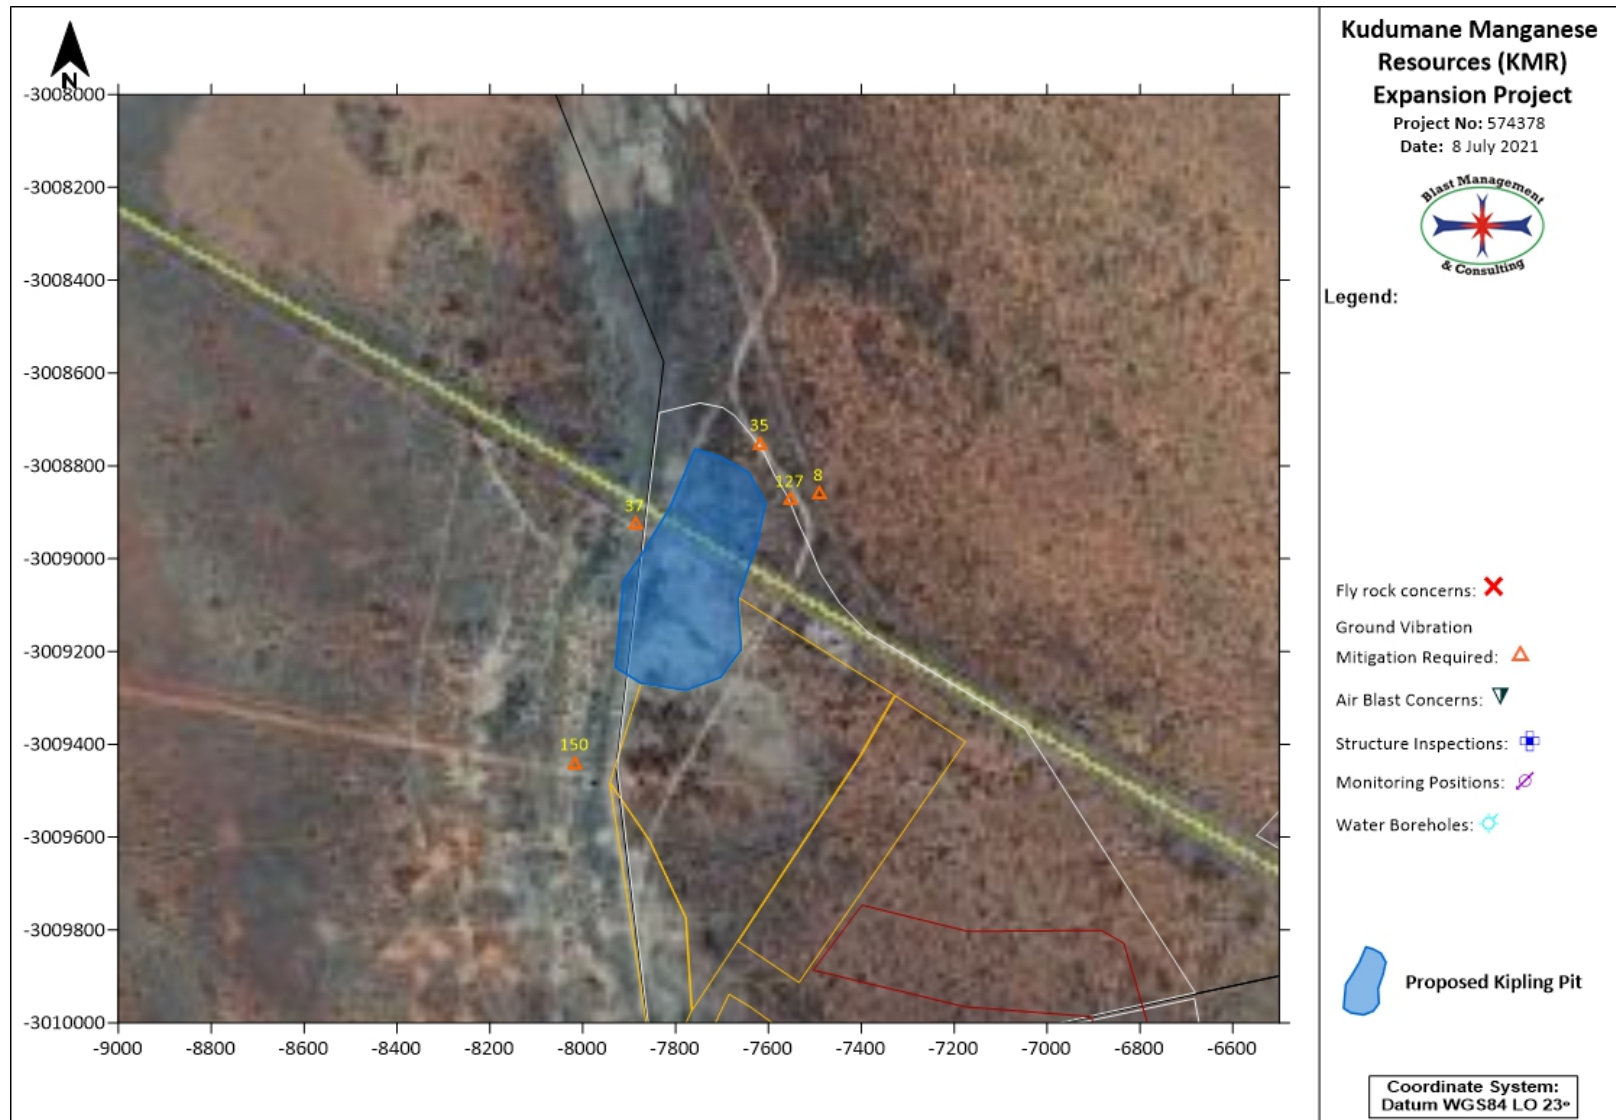 N
-3008000
-3008200
-3008400
-3008600
-3008800
-3009000
-3009200
-3009400
-3009600
-3009800
-3010000
-9000 -8800 -8600 -8400 -8200 -8000 -7800 -7600 -7400 -7200 -7000 -6800 -6600
35
127 8
37
150
Kudumane Manganese
Resources (KMR)
Expansion Project
Project No: 574378
Date: 8 July 2021
Blast Management
& Consulting
Legend:
Fly rock concerns:
Ground Vibration
Mitigation Required:
Air Blast Concerns:
Structure Inspections:
Monitoring Positions:
Water Boreholes:
Proposed Kipling Pit
Coordinate System:
Datum WGS84 LO 23°